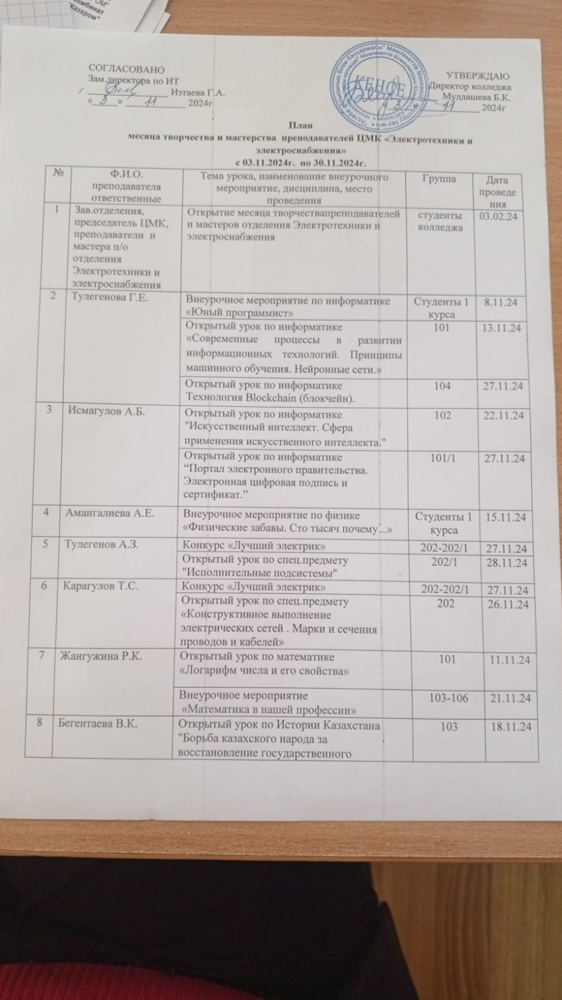 комбинат
"Казхром"
СОГЛАСОВАНО
Зам.директора по ИТ
Изтаева Г.А.
« 3 » 11 2024г
УТВЕРЖДАЮ
Директор колледжа
Мулдашева Б.К.
3 11 2024г
КЕҢСЕ
План
месяца творчества и мастерства преподавателей ЦМК «Электротехники и
электроснабжения»
с 03.11.2024г. по 30.11.2024г.
№ Ф.И.О. преподавателя ответственные Тема урока, наименование внеурочного мероприятие, дисциплина, место проведения Группа Дата проведе ния
1 Зав.отделения, Открытие месяца творчествапреподавателей студенты 03.02.24
председатель ЦМК, и мастеров отделения Электротехники и колледжа
преподаватели и электроснабжения
мастера п/о
отделения
Электротехники и
электроснабжения
2 Тулегенова Г.Е. Внеурочное мероприятие по информатике Студенты 1 8.11.24
«Юный программист» курса
Открытый урок по информатике 101 13.11.24
«Современные процессы в развитии
информационных технологий. Принципы
машинного обучения. Нейронные сети.»
Открытый урок по информатике 104 27.11.24
Технология Blockchain (блокчейн).
3 Исмагулов А.Б. Открытый урок по информатике 102 22.11.24
"Искусственный интеллект. Сфера
применения искусственного интеллекта."
Открытый урок по информатике 101/1 27.11.24
“Портал электронного правительства.
Электронная цифровая подпись и
сертификат.”
4 Амангалиева А.Е. Внеурочное мероприятие по физике Студенты 1 15.11.24
«Физические забавы. Сто тысяч почему...» курса
5 Тулегенов А.З. Конкурс «Лучший электрик» 202-202/1 27.11.24
Открытый урок по спец.предмету 202/1 28.11.24
"Исполнительные подсистемы"
6 Карагулов Т.С. Конкурс «Лучший электрик» 202-202/1 27.11.24
Открытый урок по спец.предмету 202 26.11.24
«Конструктивное выполнение
электрических сетей . Марки и сечения
проводов и кабелей»
7 Жангужина Р.К. Открытый урок по математике 101 11.11.24
«Логарифм числа и его свойства»
Внеурочное мероприятие 103-106 21.11.24
«Математика в нашей профессии»
8 Бегентаева В.К. Открытый урок по Истории Казахстана 103 18.11.24
"Борьба казахского народа за
восстановление государственного